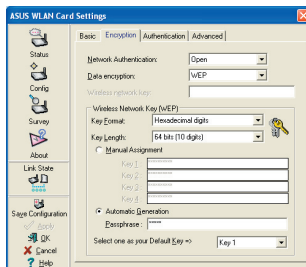 ASUS WLAN Card Settings
Status
Config
Survey
About
Link State
Save Configuration
Apply
OK
Cancel
Help
Basic
Encryption
Authentication
Advanced
Network Authentication:
Open
Data encryption:
WEP
Wireless network key:
Wireless Network Key (WEP)
Key Format:
Hexadecimal digits
Key Length:
64 bits (10 digits)
Manual Assignment
Key 1
Key 2
Key 3
Key 4
Automatic Generation
Passphrase:
Select one as your Default Key =>
Key 1